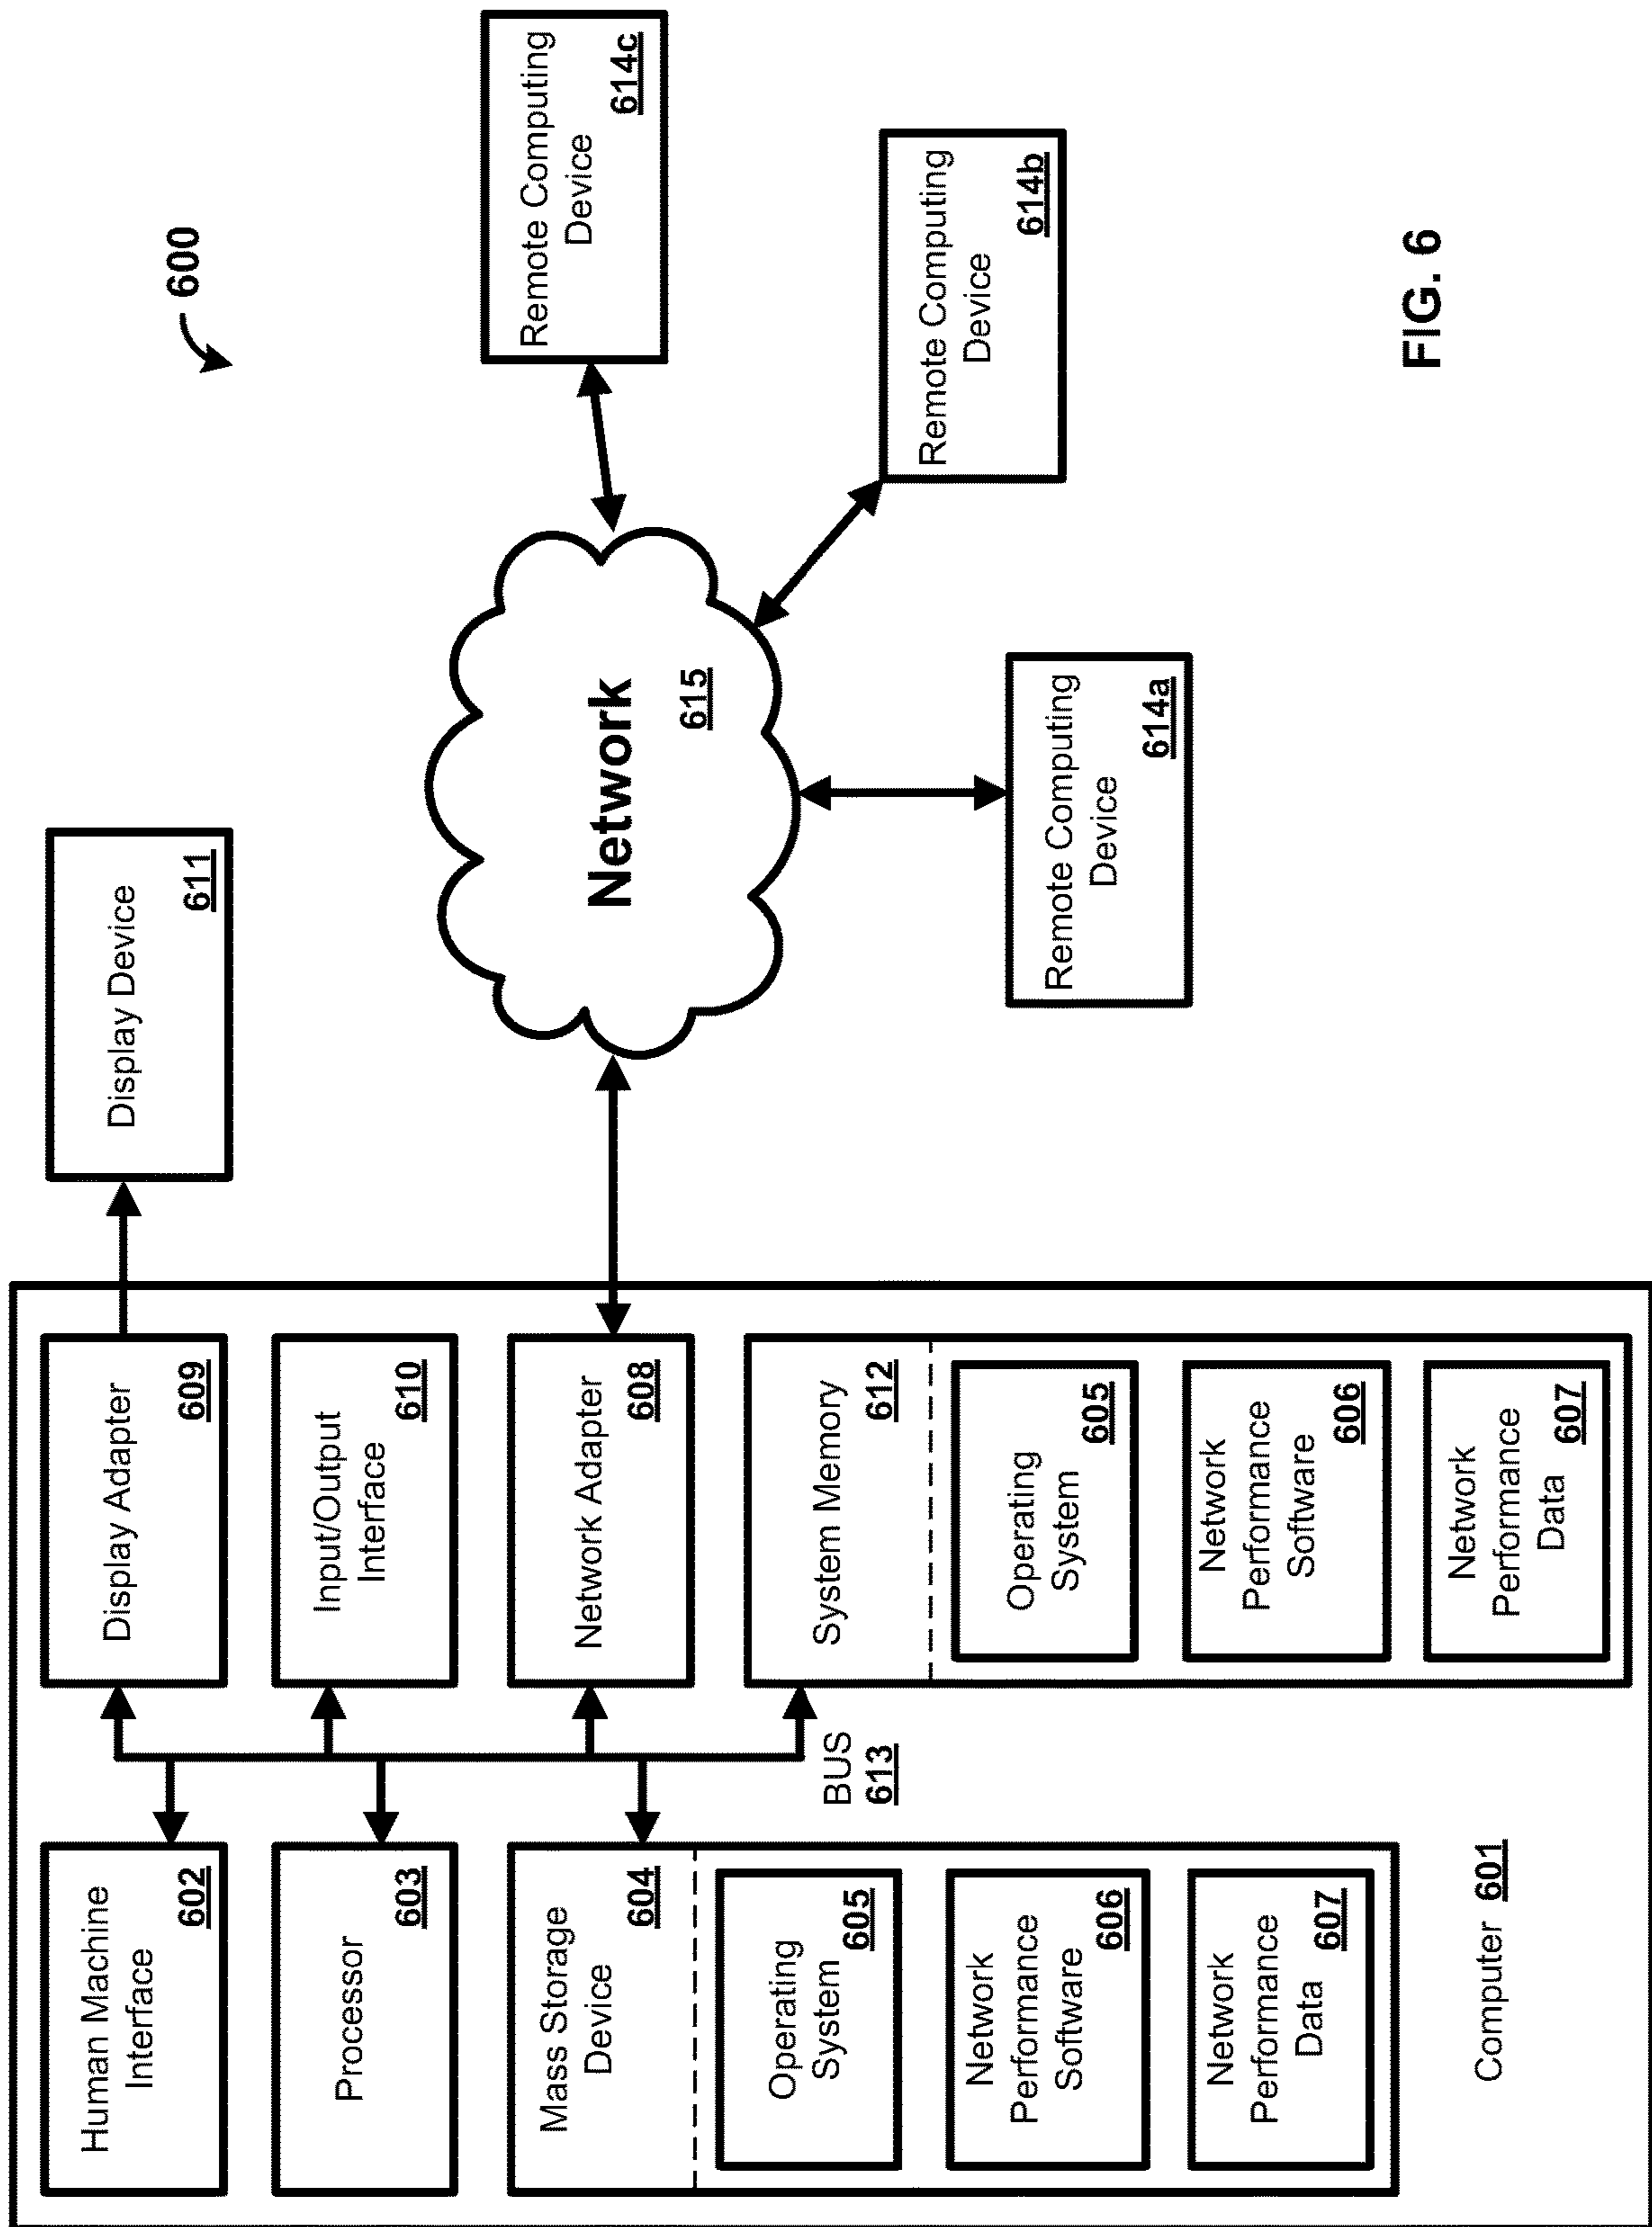 600
Human Machine
Interface
602
Processor
603
Mass Storage
Device
604
Operating
System
605
Network
Performance
Software
606
Network
Performance
Data
607
Computer 601
BUS
613
Display Adapter
609
Input/Output
Interface
610
Network Adapter
608
System Memory
612
Operating
System
605
Network
Performance
Software
606
Network
Performance
Data
607
Display Device
611
Network
615
Remote Computing
Device
614a
Remote Computing
Device
614b
Remote Computing
Device
614c
FIG. 6